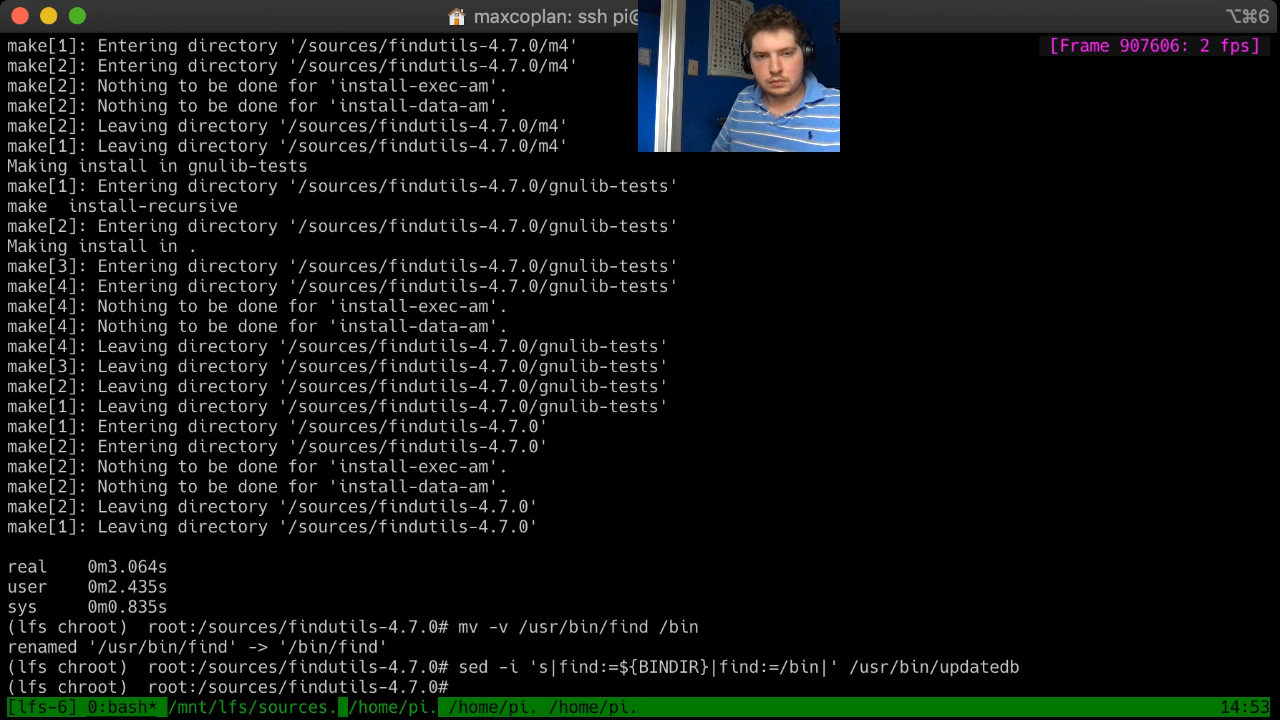 maxcoplan: ssh pi@
⌥⌘6
[Frame 907606: 2 fps]
make[1]: Entering directory '/sources/findutils-4.7.0/m4'
make[2]: Entering directory '/sources/findutils-4.7.0/m4'
make[2]: Nothing to be done for 'install-exec-am'.
make[2]: Nothing to be done for 'install-data-am'.
make[2]: Leaving directory '/sources/findutils-4.7.0/m4'
make[1]: Leaving directory '/sources/findutils-4.7.0/m4'
Making install in gnulib-tests
make[1]: Entering directory '/sources/findutils-4.7.0/gnulib-tests'
make  install-recursive
make[2]: Entering directory '/sources/findutils-4.7.0/gnulib-tests'
Making install in .
make[3]: Entering directory '/sources/findutils-4.7.0/gnulib-tests'
make[4]: Entering directory '/sources/findutils-4.7.0/gnulib-tests'
make[4]: Nothing to be done for 'install-exec-am'.
make[4]: Nothing to be done for 'install-data-am'.
make[4]: Leaving directory '/sources/findutils-4.7.0/gnulib-tests'
make[3]: Leaving directory '/sources/findutils-4.7.0/gnulib-tests'
make[2]: Leaving directory '/sources/findutils-4.7.0/gnulib-tests'
make[1]: Leaving directory '/sources/findutils-4.7.0/gnulib-tests'
make[1]: Entering directory '/sources/findutils-4.7.0'
make[2]: Entering directory '/sources/findutils-4.7.0'
make[2]: Nothing to be done for 'install-exec-am'.
make[2]: Nothing to be done for 'install-data-am'.
make[2]: Leaving directory '/sources/findutils-4.7.0'
make[1]: Leaving directory '/sources/findutils-4.7.0'
real    0m3.064s
user    0m2.435s
sys     0m0.835s
(lfs chroot)  root:/sources/findutils-4.7.0# mv -v /usr/bin/find /bin
renamed '/usr/bin/find' -> '/bin/find'
(lfs chroot)  root:/sources/findutils-4.7.0# sed -i 's|find:=${BINDIR}|find:=/bin|' /usr/bin/updatedb
(lfs chroot)  root:/sources/findutils-4.7.0#
[lfs-6] 0:bash* /mnt/lfs/sources. /home/pi. /home/pi. /home/pi. 14:53